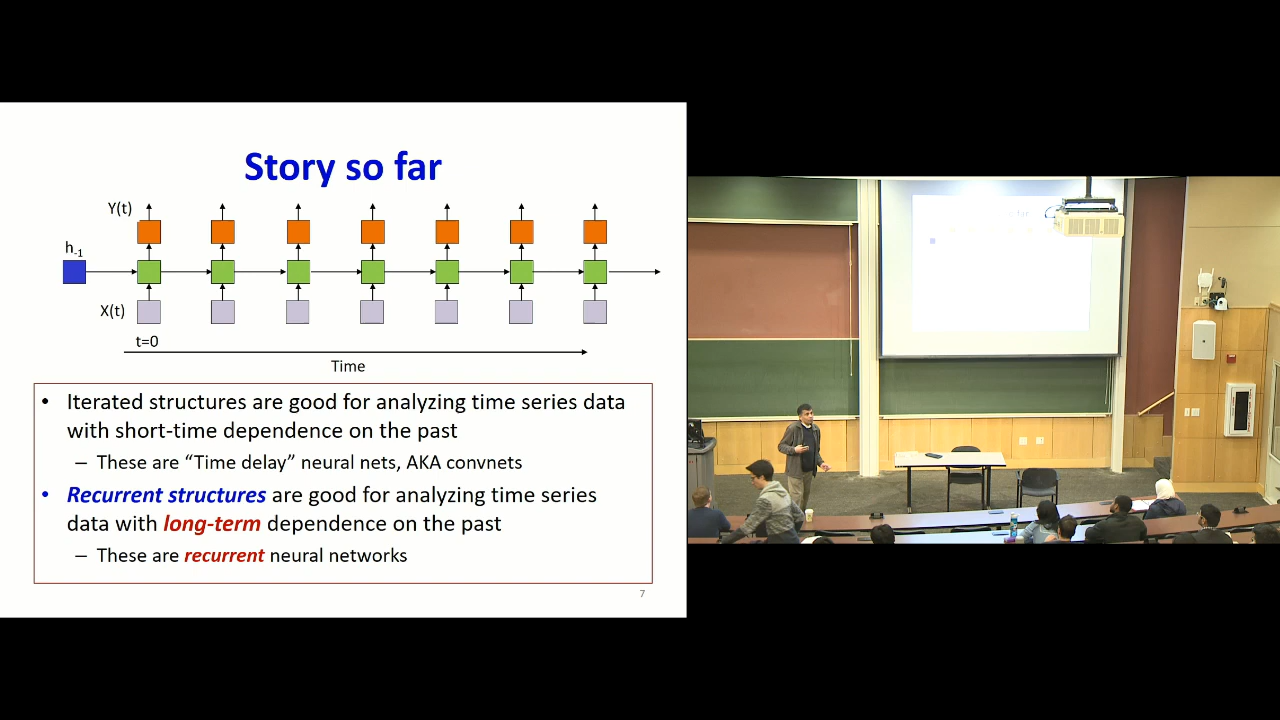 Story so far
Y(t)
h-1
X(t)
t=0
Time
• Iterated structures are good for analyzing time series data
with short-time dependence on the past
– These are “Time delay” neural nets, AKA convnets
• Recurrent structures are good for analyzing time series
data with long-term dependence on the past
– These are recurrent neural networks
7